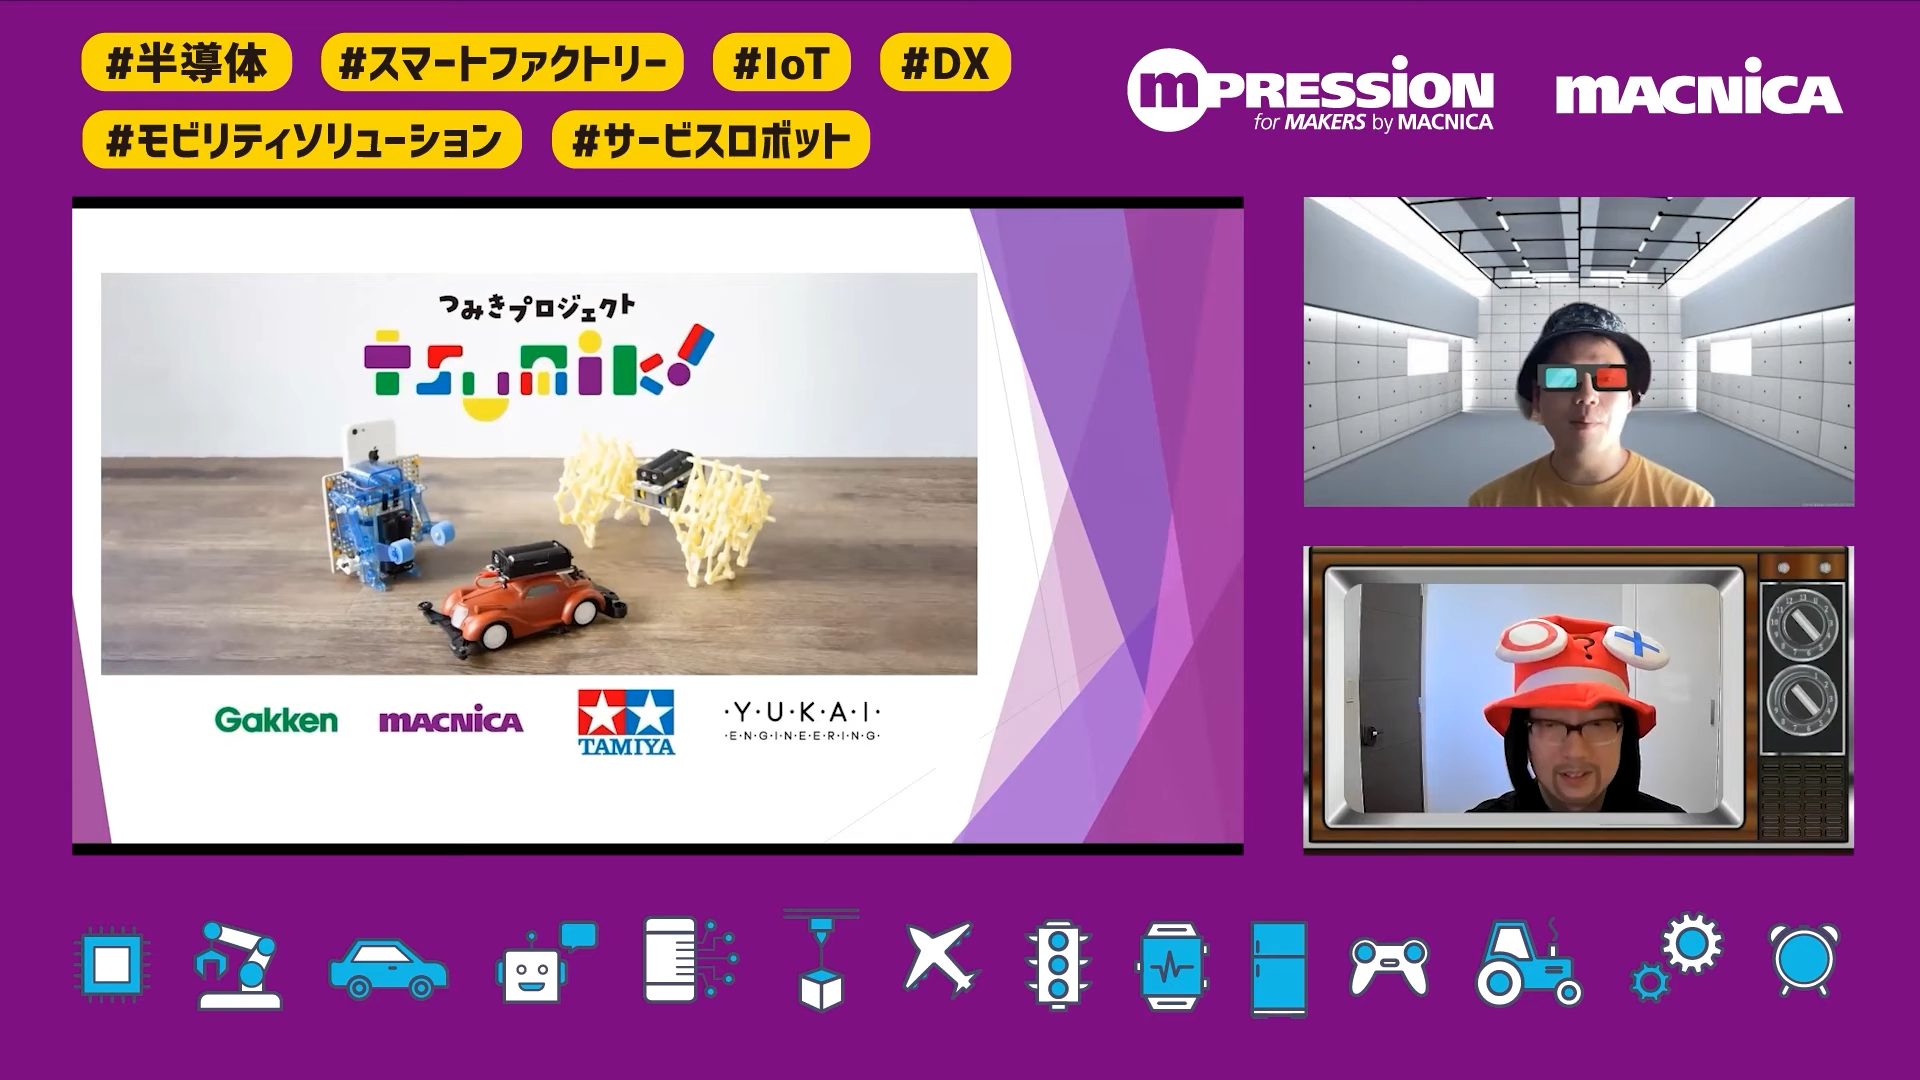 #半導体 #スマートファクトリー #IoT #DX
#モビリティソリューション #サービスロボット
mPRESSION
for MAKERS by MACNICA
macnica
つみきプロジェクト
Tsumiki
Gakken
macnica
TAMIYA
・Y・U・K・A・I・
・E・N・G・I・N・E・E・R・I・N・G・
?